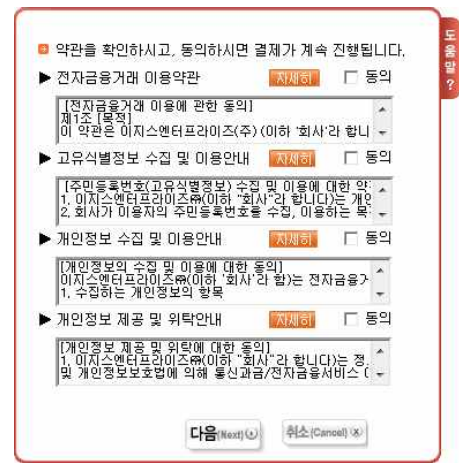 약관을 확인하시고, 동의하시면 결제가 계속 진행됩니다,
도움말?
▶ 전자금융거래 이용약관 자세히 동의
[전자금융거래 이용에 관한 동의]
제1조 [목적]
이 약관은 이지스엔터프라이즈(주) (이하 '회사'라 합니
▶ 고유식별정보 수집 및 이용안내 자세히 동의
[주민등록번호(고유식별정보) 수집 및 이용에 대한 약
1, 이지스엔터프라이즈㈜(이하 "회사"라 합니다)는 개인
2, 회사가 이용자의 주민등록번호를 수집, 이용하는 목
▶ 개인정보 수집 및 이용안내 자세히 동의
[개인정보의 수집 및 이용에 대한 동의]
이지스엔터프라이즈㈜(이하 '회사'라 함)는 전자금융거
1, 수집하는 개인정보의 항목
▶ 개인정보 제공 및 위탁안내 자세히 동의
[개인정보 제공 및 위탁에 대한 동의]
1, 이지스엔터프라이즈㈜(이하 "회사"라 합니다)는 정,
및 개인정보보호법에 의해 통신과금/전자금융서비스
다음(Next) 취소(Cancel)